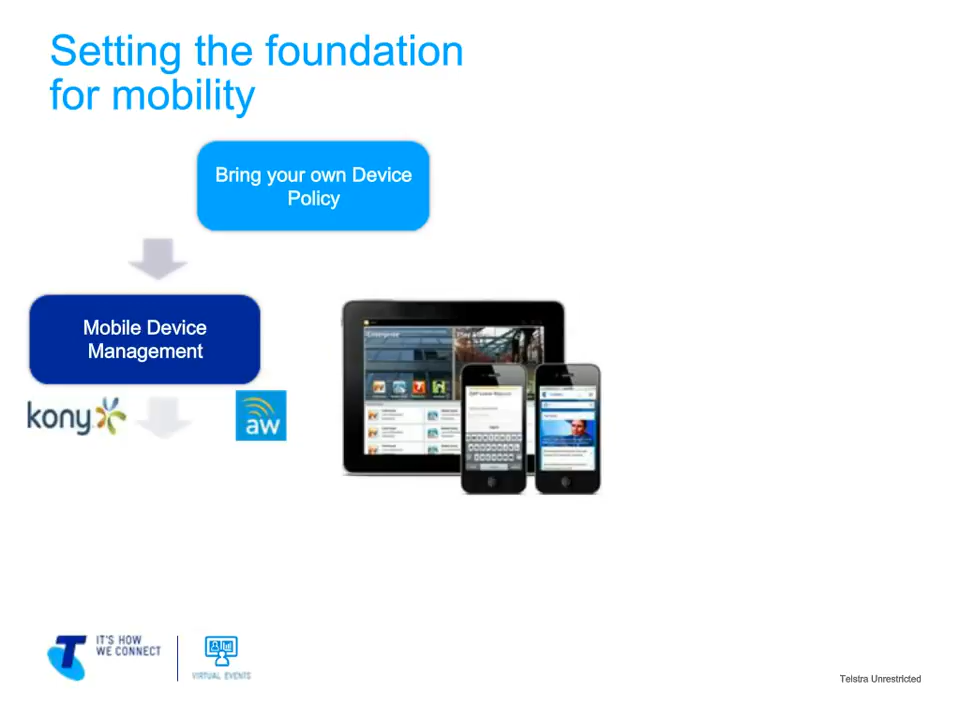 Setting the foundation
for mobility
Bring your own Device
Policy
Mobile Device
Management
kony
aw
Enterprise
IT'S HOW
WE CONNECT
VIRTUAL EVENTS
Telstra Unrestricted